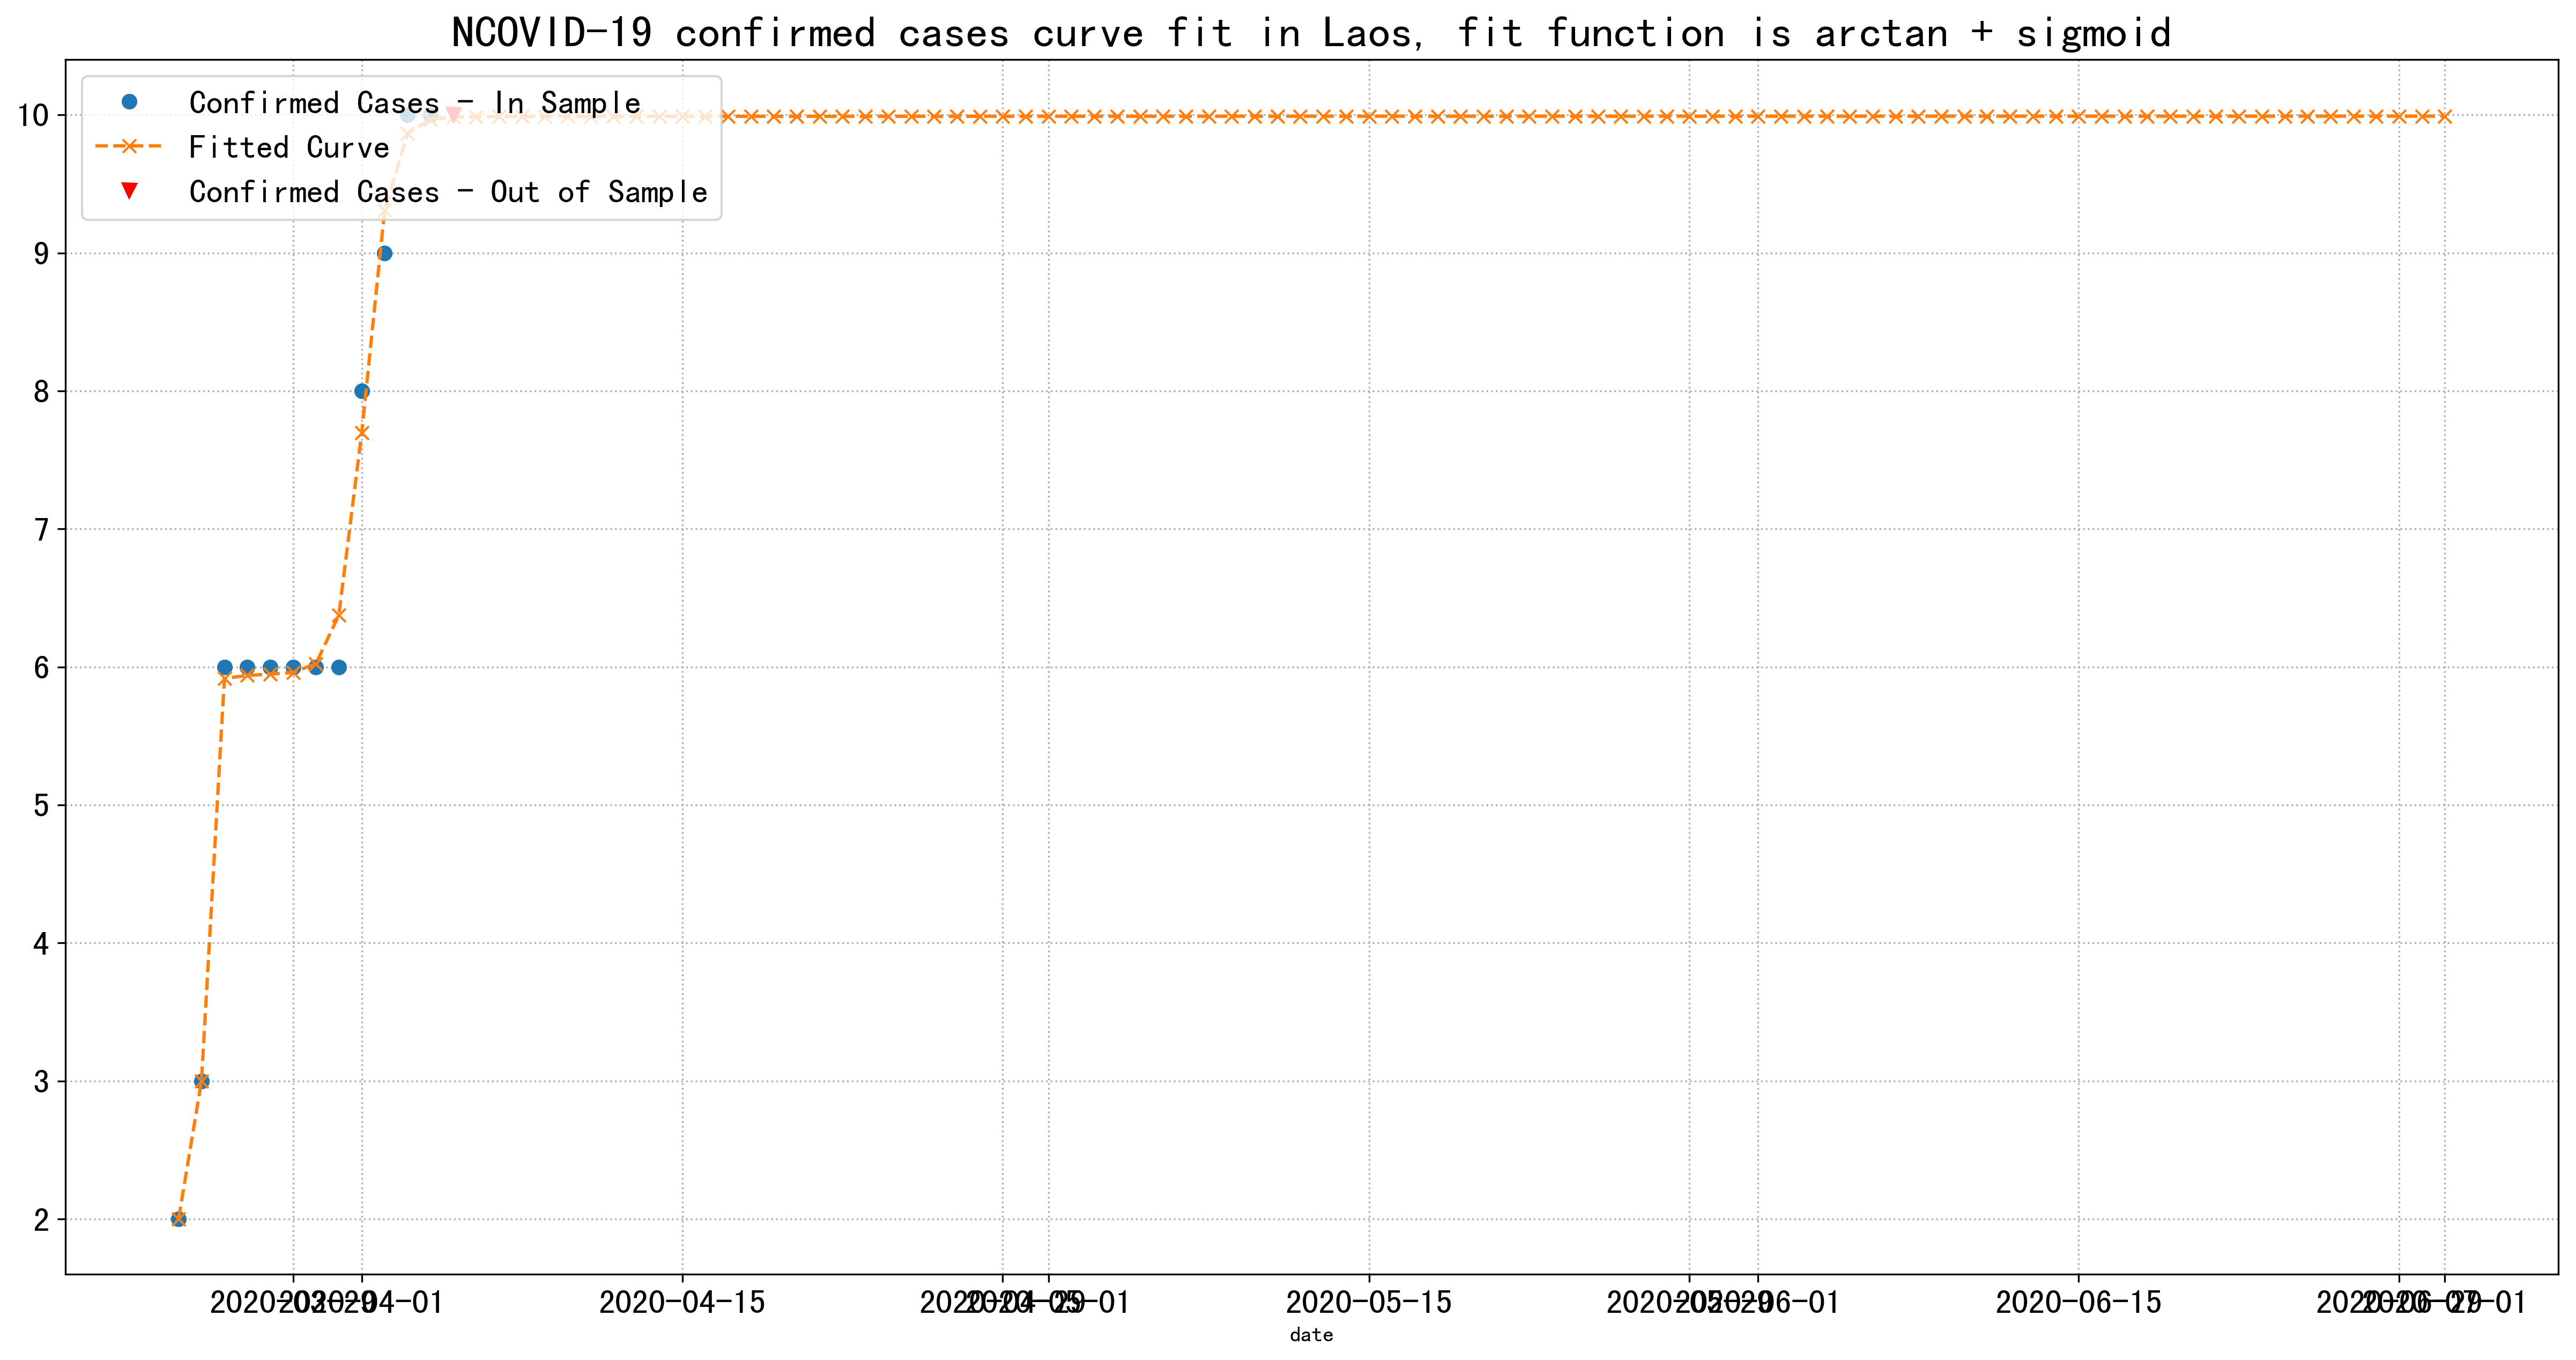 NCOVID-19 confirmed cases curve fit in Laos, fit function is arctan + sigmoid
Confirmed Cases - In Sample
Fitted Curve
Confirmed Cases - Out of Sample
10
9
8
7
6
5
4
3
2
2020-03-29 2020-04-01 2020-04-15 2020-04-29 2020-05-01 2020-05-15 2020-05-29 2020-06-01 2020-06-15 2020-06-29 2020-07-01
date